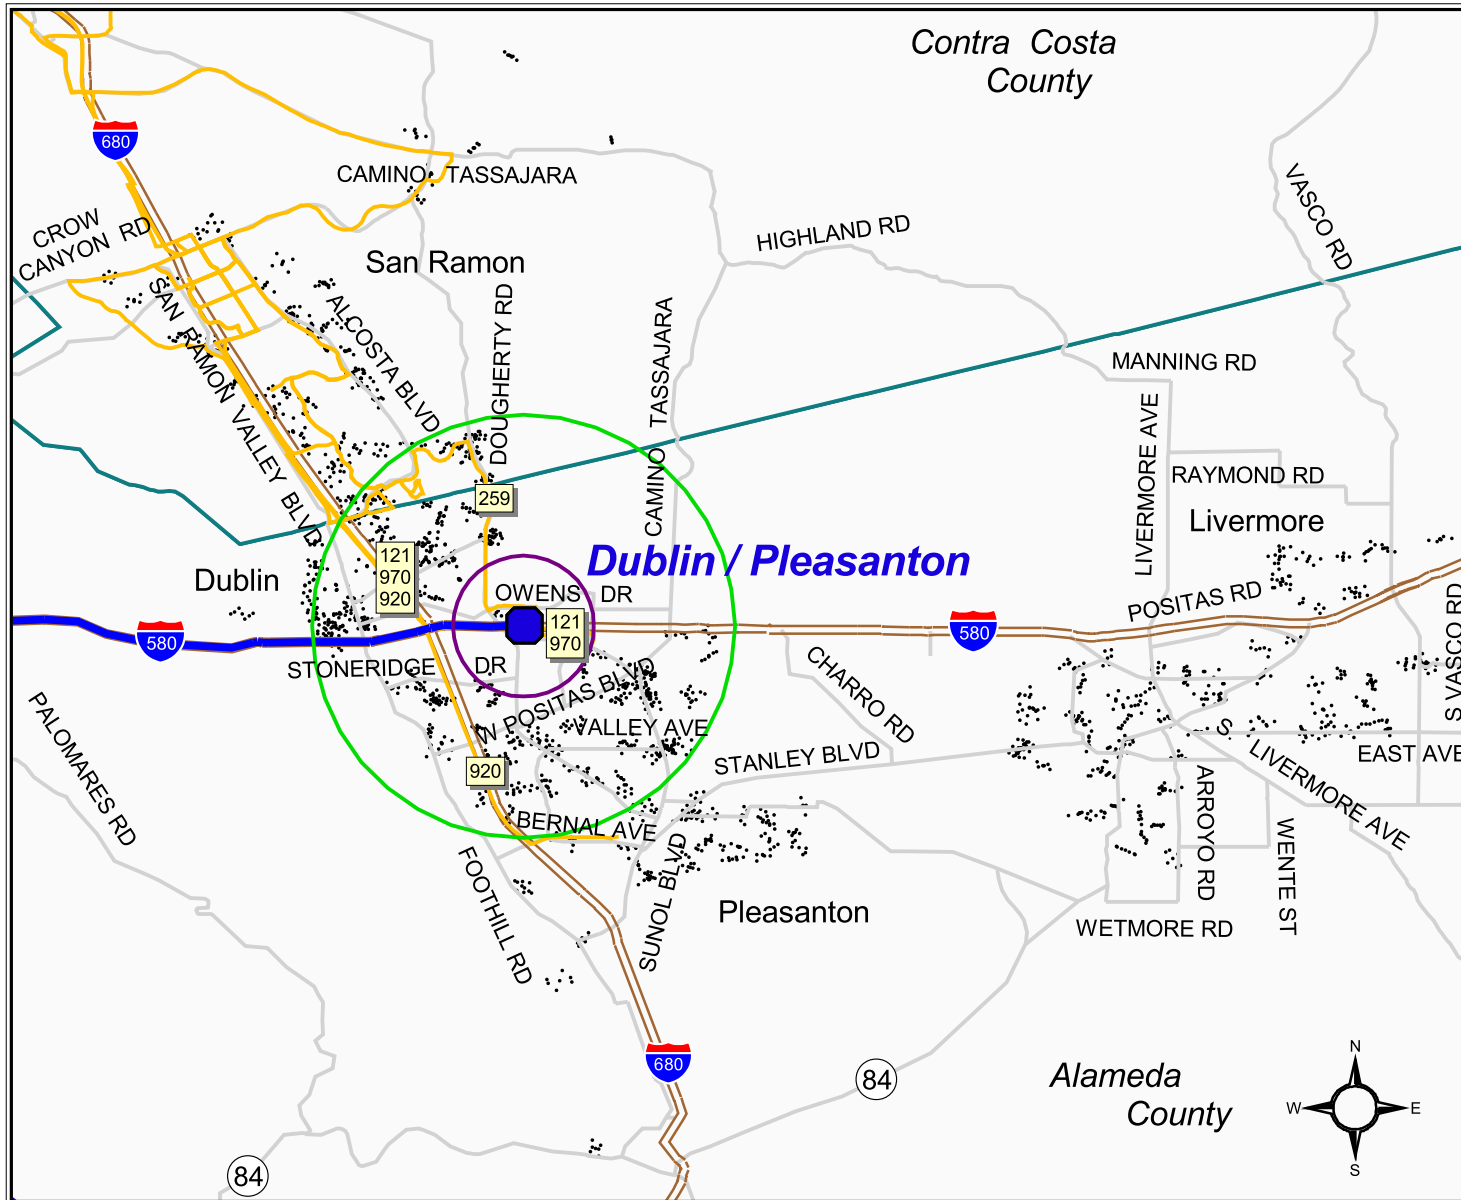 Contra Costa
County
680
CAMINO TASSAJARA
VASCO RD
CROW
CANYON RD
HIGHLAND RD
San Ramon
SAN RAMON VALLEY BLVD
ALCOSTA BLVD
DOUGHERTY RD
CAMINO TASSAJARA
MANNING RD
LIVERMORE AVE
RAYMOND RD
259
Livermore
121
970
920
Dublin / Pleasanton
Dublin
OWENS DR
POSITAS RD
121
970
580
580
S VASCO RD
STONERIDGE DR
N POSITAS BLVD
CHARRO RD
PALOMARES RD
VALLEY AVE
S. LIVERMORE AVE
EAST AVE
STANLEY BLVD
920
ARROYO RD
BERNAL AVE
WENTE ST
FOOTHILL RD
SUNOL BLVD
Pleasanton
WETMORE RD
680
84
Alameda
County
N
W
E
S
84